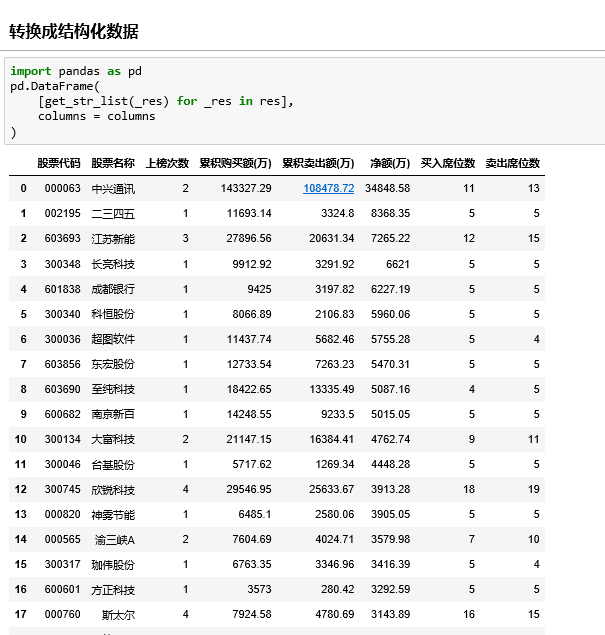 转换成结构化数据
import pandas as pd
pd.DataFrame(
[get_str_list(_res) for _res in res],
columns = columns
)
股票代码 股票名称 上榜次数 累积购买额(万) 累积卖出额(万) 净额(万) 买入席位数 卖出席位数
0 000063 中兴通讯 2 143327.29 108478.72 34848.58 11 13
1 002195 二三四五 1 11693.14 3324.8 8368.35 5 5
2 603693 江苏新能 3 27896.56 20631.34 7265.22 12 15
3 300348 长亮科技 1 9912.92 3291.92 6621 5 5
4 601838 成都银行 1 9425 3197.82 6227.19 5 5
5 300340 科恒股份 1 8066.89 2106.83 5960.06 5 5
6 300036 超图软件 1 11437.74 5682.46 5755.28 5 4
7 603856 东宏股份 1 12733.54 7263.23 5470.31 5 5
8 603690 至纯科技 1 18422.65 13335.49 5087.16 4 5
9 600682 南京新百 1 14248.55 9233.5 5015.05 5 5
10 300134 大富科技 2 21147.15 16384.41 4762.74 9 11
11 300046 台基股份 1 5717.62 1269.34 4448.28 5 5
12 300745 欣锐科技 4 29546.95 25633.67 3913.28 18 19
13 000820 神雾节能 1 6485.1 2580.06 3905.05 5 5
14 000565 渝三峡A 2 7604.69 4024.71 3579.98 7 10
15 300317 珈伟股份 1 6763.35 3346.96 3416.39 5 4
16 600601 方正科技 1 3573 280.42 3292.59 5 5
17 000760 斯太尔 4 7924.58 4780.69 3143.89 16 15